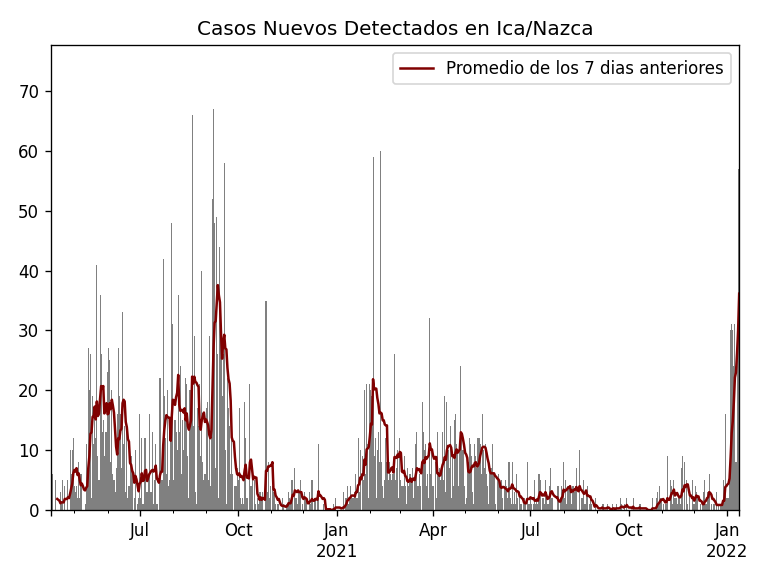 Casos Nuevos Detectados en Ica/Nazca
Promedio de los 7 dias anteriores
70
60
50
40
30
20
10
0
Jul
Oct
Jan
2021
Apr
Jul
Oct
Jan
2022